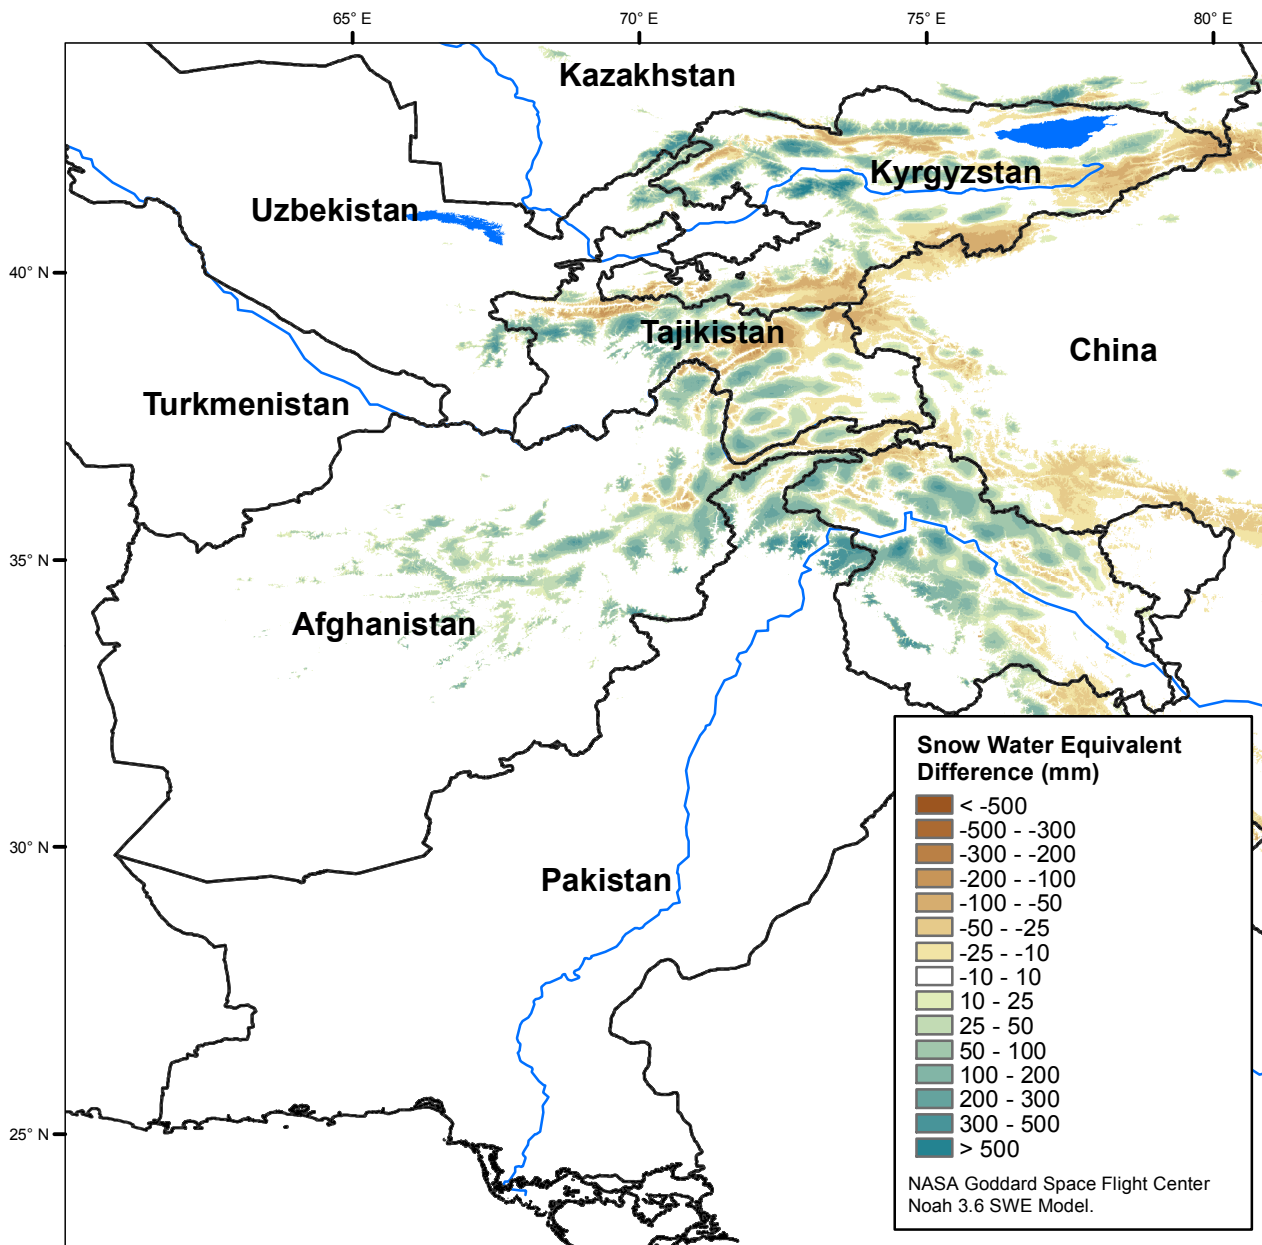 65° E
70° E
75° E
80° E
Kazakhstan
Kyrgyzstan
Uzbekistan
40° N
Tajikistan
China
Turkmenistan
35° N
Afghanistan
30° N
Pakistan
25° N
Snow Water Equivalent
Difference (mm)
< -500
-500 - -300
-300 - -200
-200 - -100
-100 - -50
-50 - -25
-25 - -10
-10 - 10
10 - 25
25 - 50
50 - 100
100 - 200
200 - 300
300 - 500
> 500
NASA Goddard Space Flight Center
Noah 3.6 SWE Model.